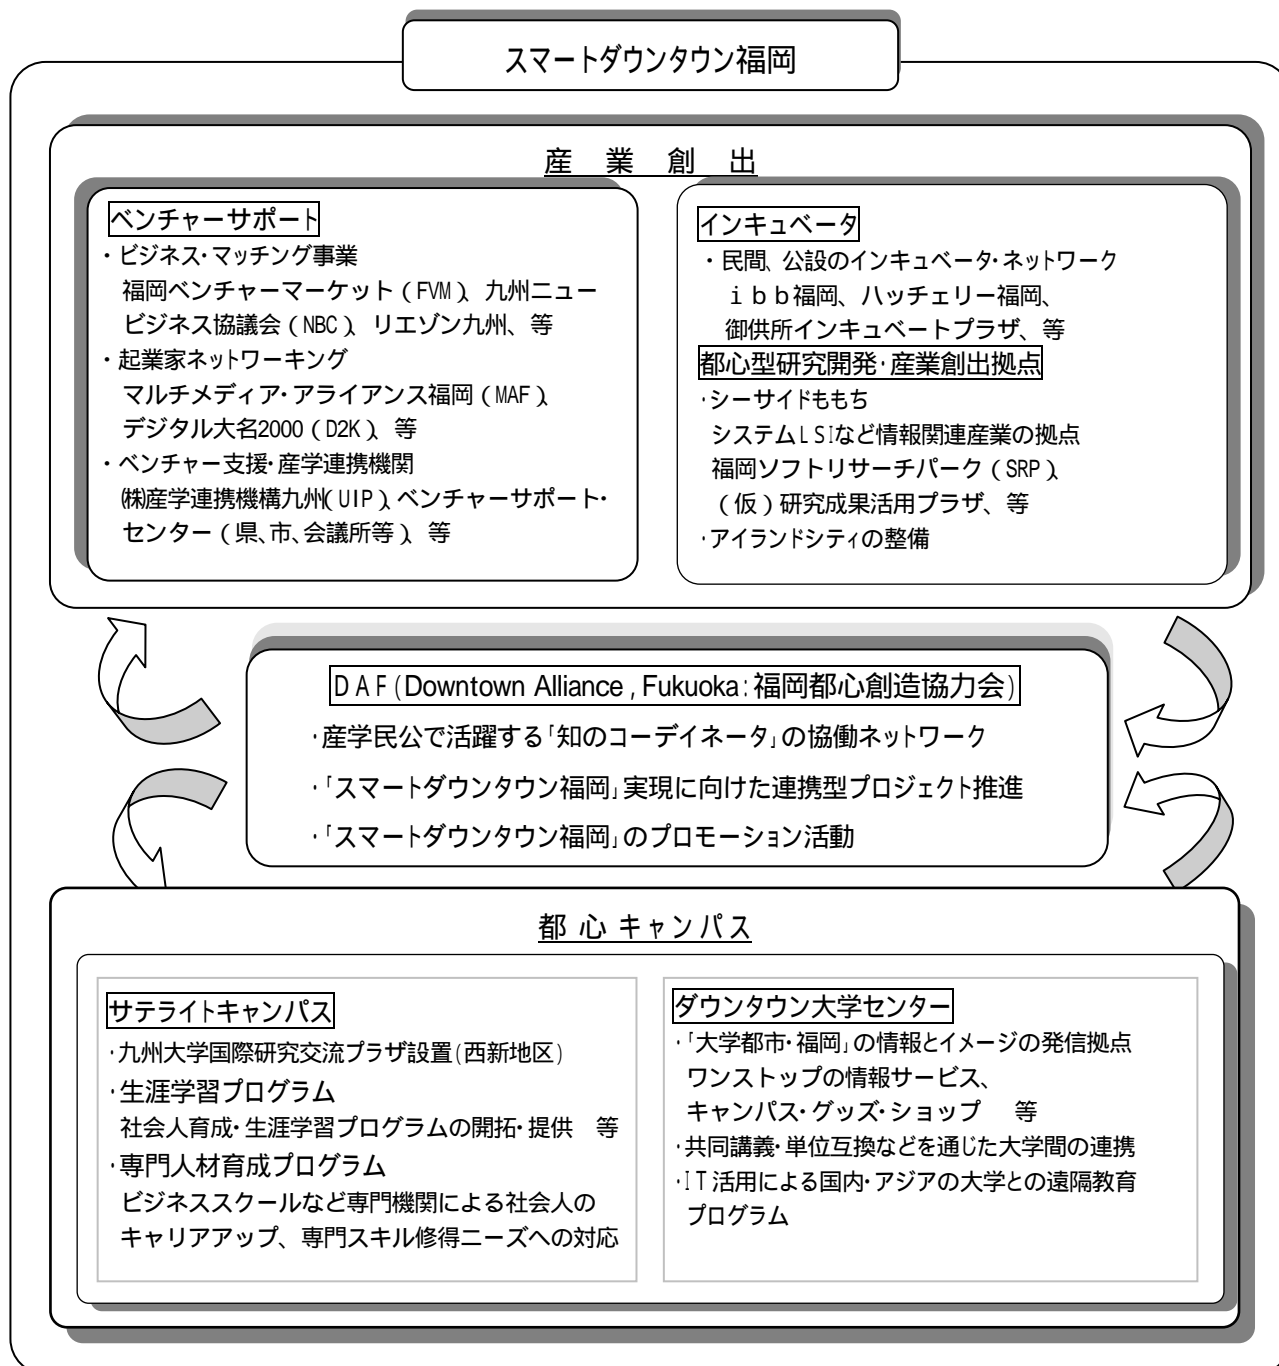 スマートダウンタウン福岡
産 業 創 出
ベンチャーサポート
・ビジネス・マッチング事業
福岡ベンチャーマーケット（FVM）、九州ニュー
ビジネス協議会（NBC）、リエゾン九州、等
・起業家ネットワーキング
マルチメディア・アライアンス福岡（MAF）、
デジタル大名2000（D2K）、等
・ベンチャー支援・産学連携機関
㈱産学連携機構九州（UIP）、ベンチャーサポート・
センター（県、市、会議所等）、等
インキュベータ
・民間、公設のインキュベータ・ネットワーク
ｉｂｂ福岡、ハッチェリー福岡、
御供所インキュベートプラザ、等
都心型研究開発・産業創出拠点
・シーサイドももち
システムLSIなど情報関連産業の拠点
福岡ソフトリサーチパーク（SRP）、
（仮）研究成果活用プラザ、等
・アイランドシティの整備
DAF(Downtown Alliance , Fukuoka：福岡都心創造協力会)
・産学民公で活躍する「知のコーデイネータ」の協働ネットワーク
・「スマートダウンタウン福岡」実現に向けた連携型プロジェクト推進
・「スマートダウンタウン福岡」のプロモーション活動
都 心 キャンパス
サテライトキャンパス
・九州大学国際研究交流プラザ設置(西新地区)
・生涯学習プログラム
社会人育成・生涯学習プログラムの開拓・提供　等
・専門人材育成プログラム
ビジネススクールなど専門機関による社会人の
キャリアアップ、専門スキル修得ニーズへの対応
ダウンタウン大学センター
・「大学都市・福岡」の情報とイメージの発信拠点
ワンストップの情報サービス、
キャンパス・グッズ・ショップ　等
・共同講義・単位互換などを通じた大学間の連携
・IT活用による国内・アジアの大学との遠隔教育
プログラム